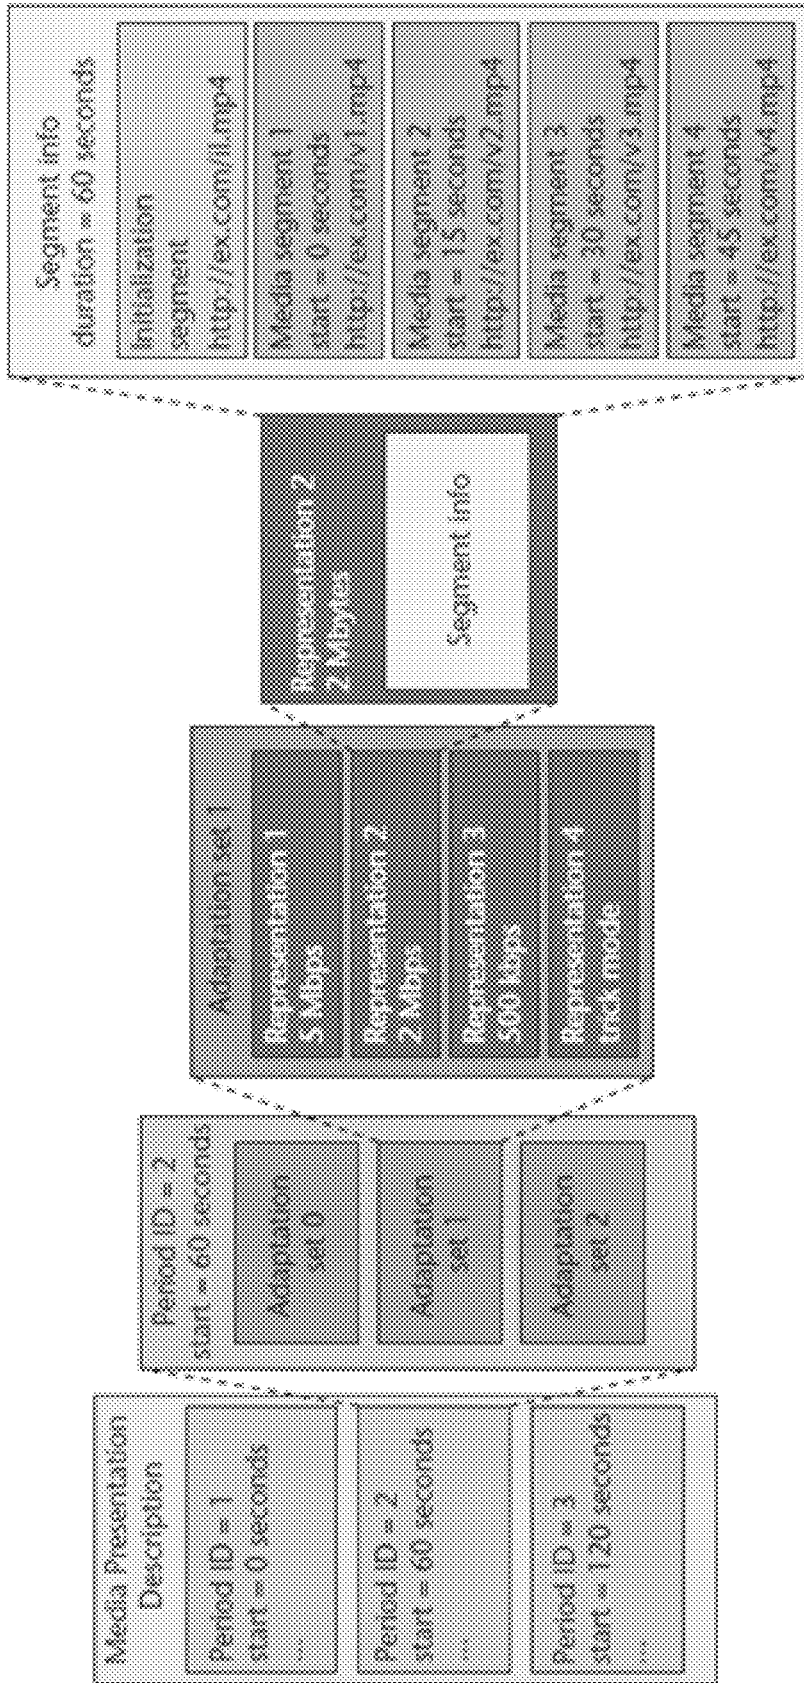 Media Presentation
Description
Period ID = 1
start = 0 seconds
...
Period ID = 2
start = 60 seconds
...
Period ID = 3
start = 120 seconds
...
Period ID = 2
start = 60 seconds
Adaptation
set 0
Adaptation
set 1
Adaptation
set 2
Adaptation set 1
Representation 1
5 Mbps
Representation 2
2 Mbps
Representation 3
500 kbps
Representation 4
trick mode
Representation 2
2 Mbytes
Segment info
Segment info
duration = 60 seconds
Initialization
segment
Media segment 1
start = 0 seconds
http://ex.com/v1.mp4
Media segment 2
start = 15 seconds
http://ex.com/v2.mp4
Media segment 3
start = 30 seconds
http://ex.com/v3.mp4
Media segment 4
start = 45 seconds
http://ex.com/v4.mp4